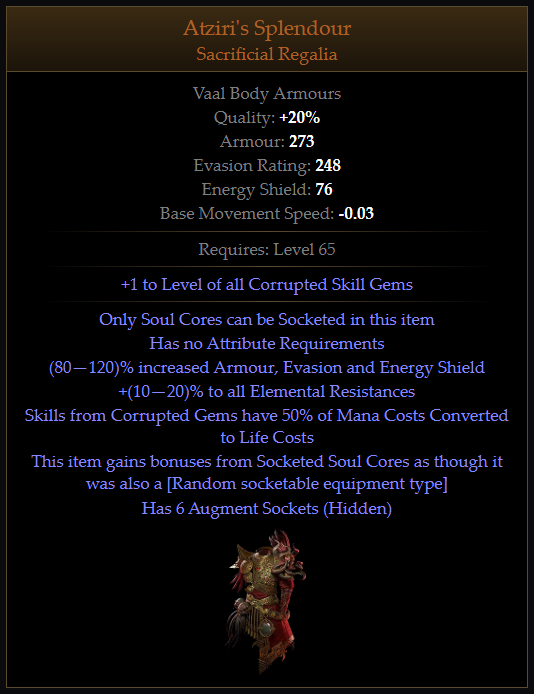 Atziri's Splendour
Sacrificial Regalia
Vaal Body Armours
Quality: +20%
Armour: 273
Evasion Rating: 248
Energy Shield: 76
Base Movement Speed: -0.03
Requires: Level 65
+1 to Level of all Corrupted Skill Gems
Only Soul Cores can be Socketed in this item
Has no Attribute Requirements
(80—120)% increased Armour, Evasion and Energy Shield
+(10—20)% to all Elemental Resistances
Skills from Corrupted Gems have 50% of Mana Costs Converted
to Life Costs
This item gains bonuses from Socketed Soul Cores as though it
was also a [Random socketable equipment type]
Has 6 Augment Sockets (Hidden)